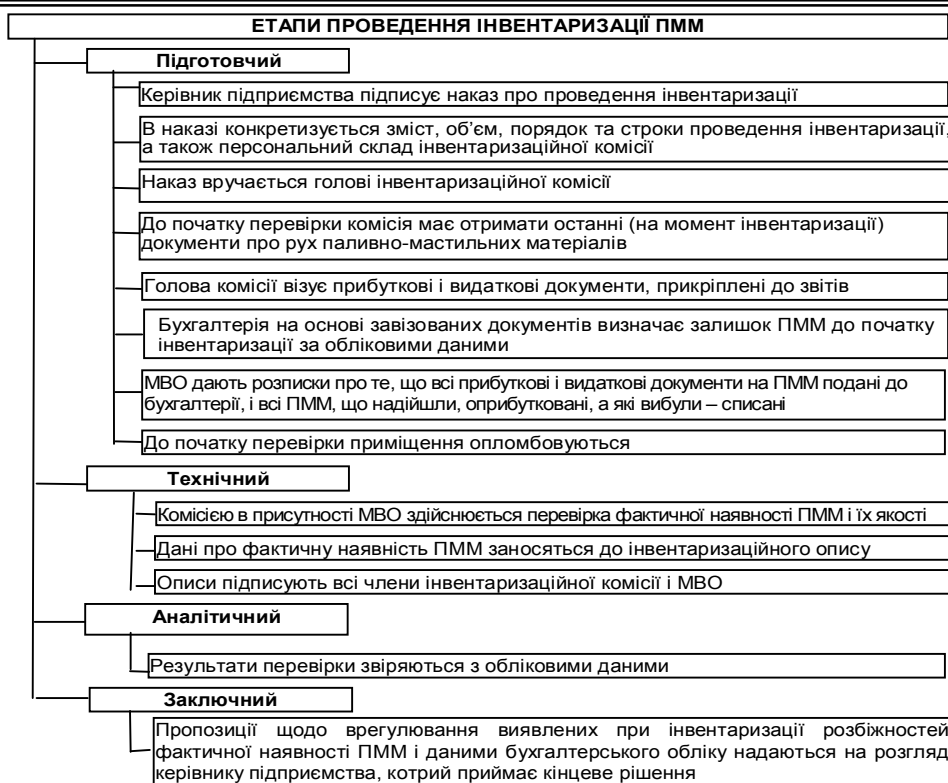 ЕТАПИ ПРОВЕДЕННЯ ІНВЕНТАРИЗАЦІЇ ПММ
Підготовчий
Керівник підприємства підписує наказ про проведення інвентаризації
В наказі конкретизується зміст, об’єм, порядок та строки проведення інвентаризації,
а також персональний склад інвентаризаційної комісії
Наказ вручається голові інвентаризаційної комісії
До початку перевірки комісія має отримати останні (на момент інвентаризації)
документи про рух паливно-мастильних матеріалів
Голова комісії візує прибуткові і видаткові документи, прикріплені до звітів
Бухгалтерія на основі завізованих документів визначає залишок ПММ до початку
інвентаризації за обліковими даними
МВО дають розписки про те, що всі прибуткові і видаткові документи на ПММ подані до
бухгалтерії, і всі ПММ, що надійшли, оприбутковані, а які вибули – списані
До початку перевірки приміщення опломбовуються
Технічний
Комісією в присутності МВО здійснюється перевірка фактичної наявності ПММ і їх якості
Дані про фактичну наявність ПММ заносяться до інвентаризаційного опису
Описи підписують всі члени інвентаризаційної комісії і МВО
Аналітичний
Результати перевірки звіряються з обліковими даними
Заключний
Пропозиції щодо врегулювання виявлених при інвентаризації розбіжностей
фактичної наявності ПММ і даними бухгалтерського обліку надаються на розгляд
керівнику підприємства, котрий приймає кінцеве рішення